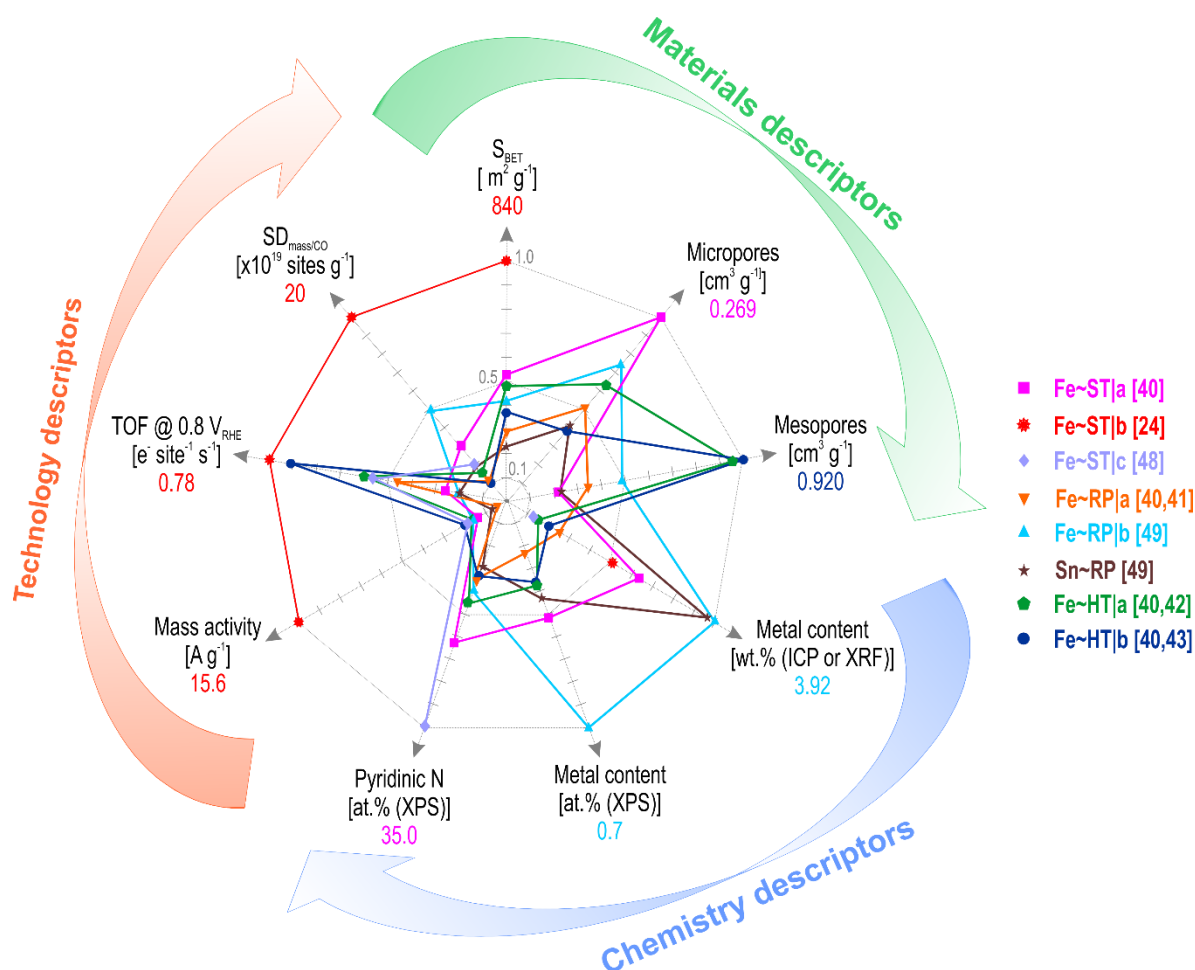 Materials descriptors
S_BET
[ m² g⁻¹]
840
SD_mass/CO
[x10¹⁹ sites g⁻¹]
20
Micropores
[cm³ g⁻¹]
0.269
1.0
0.5
0.1
TOF @ 0.8 V_RHE
[e⁻ site⁻¹ s⁻¹]
0.78
Mesopores
[cm³ g⁻¹]
0.920
Technology descriptors
Mass activity
[A g⁻¹]
15.6
Metal content
[wt.% (ICP or XRF)]
3.92
Pyridinic N
[at.% (XPS)]
35.0
Metal content
[at.% (XPS)]
0.7
Chemistry descriptors
Fe~ST|a [40]
Fe~ST|b [24]
Fe~ST|c [48]
Fe~RP|a [40,41]
Fe~RP|b [49]
Sn~RP [49]
Fe~HT|a [40,42]
Fe~HT|b [40,43]